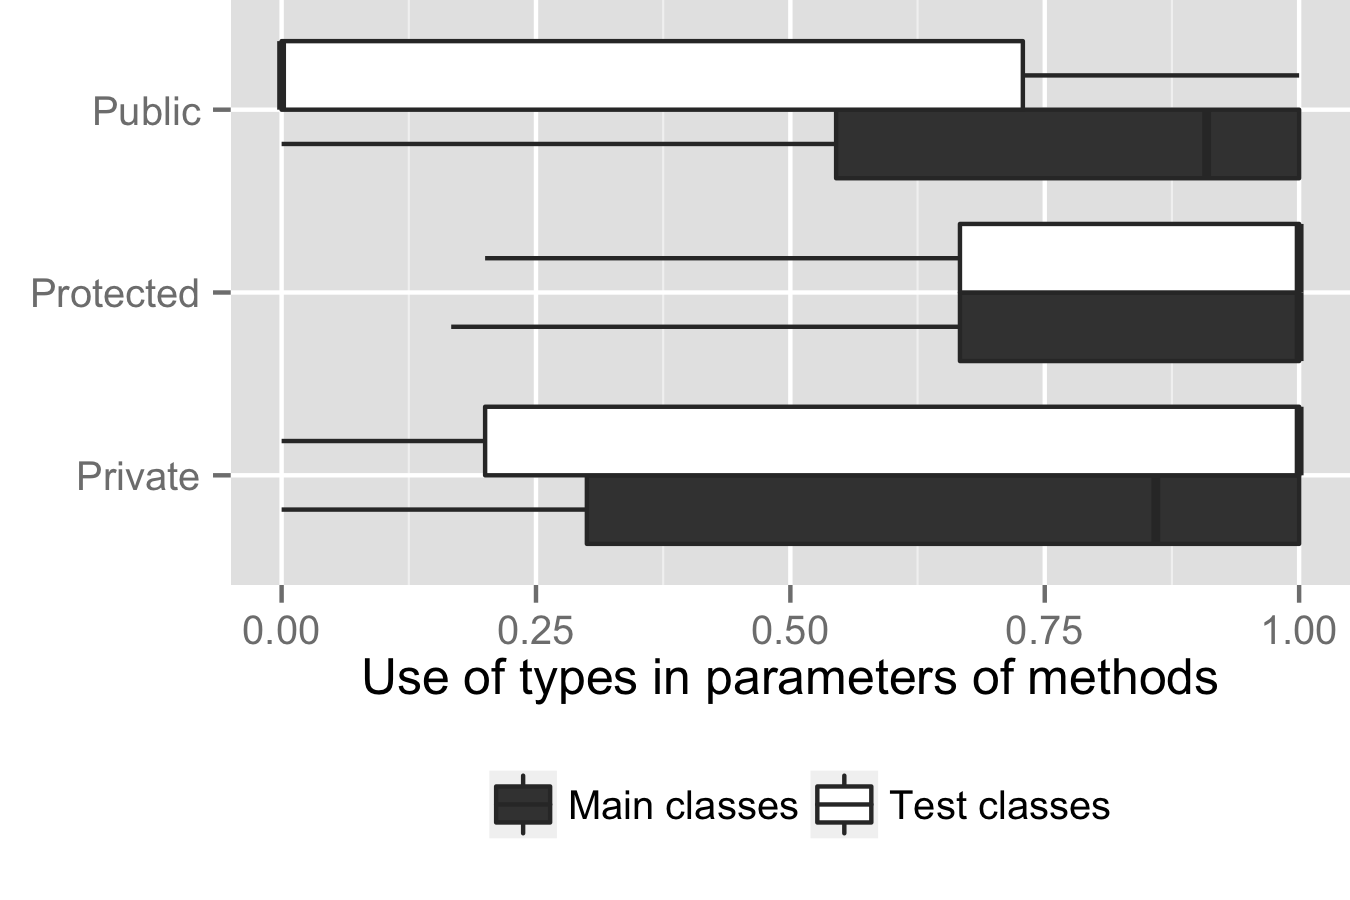 Public
Protected
Private
0.00 0.25 0.50 0.75 1.00
Use of types in parameters of methods
Main classes Test classes